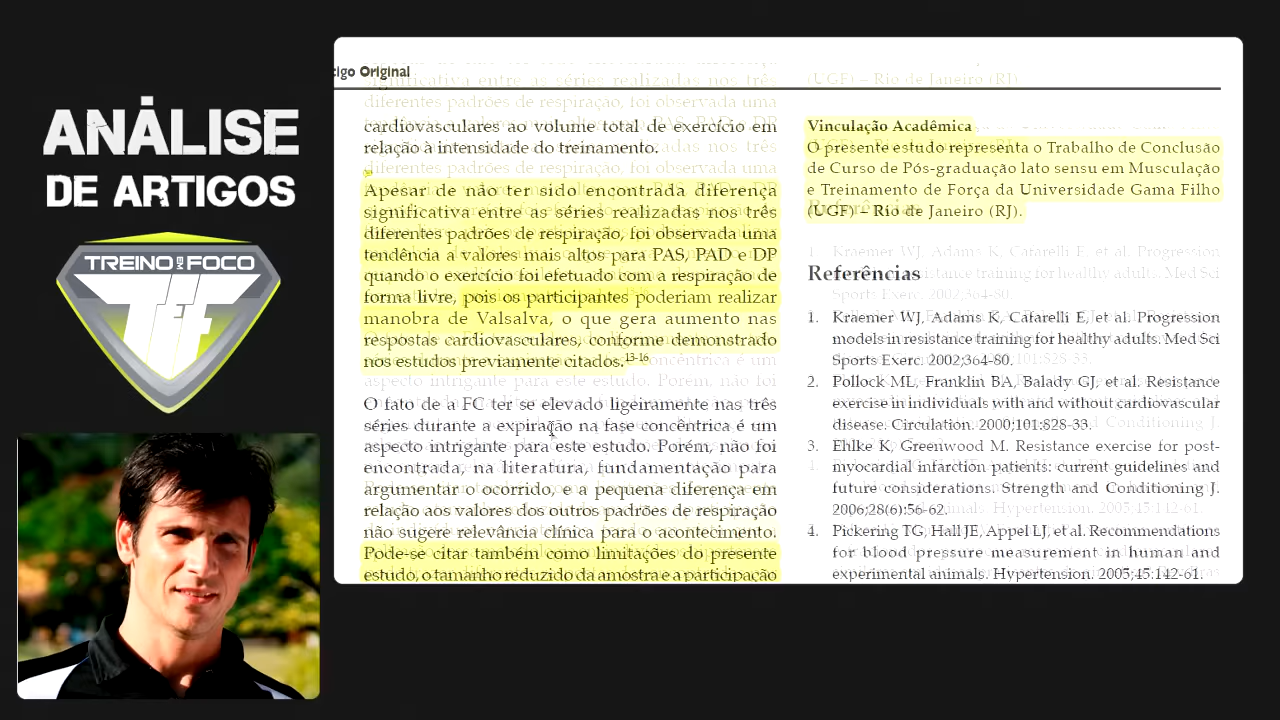 ANÁLISE
DE ARTIGOS
TREINO EM FOCO
TEF
tigo Original
cardiovasculares ao volume total de exercício em
relação à intensidade do treinamento.
Apesar de não ter sido encontrada diferença
significativa entre as séries realizadas nos três
diferentes padrões de respiração, foi observada uma
tendência a valores mais altos para PAS, PAD e DP
quando o exercício foi efetuado com a respiração de
forma livre, pois os participantes poderiam realizar
manobra de Valsalva, o que gera aumento nas
respostas cardiovasculares, conforme demonstrado
nos estudos previamente citados.13-16
O fato de a FC ter se elevado ligeiramente nas três
séries durante a expiração na fase concêntrica é um
aspecto intrigante para este estudo. Porém, não foi
encontrada, na literatura, fundamentação para
argumentar o ocorrido, e a pequena diferença em
relação aos valores dos outros padrões de respiração
não sugere relevância clínica para o acontecimento.
Pode-se citar também como limitações do presente
estudo, o tamanho reduzido da amostra e a participação
Vinculação Acadêmica
O presente estudo representa o Trabalho de Conclusão
de Curso de Pós-graduação lato sensu em Musculação
e Treinamento de Força da Universidade Gama Filho
(UGF) – Rio de Janeiro (RJ).
Referências
1. Kraemer WJ, Adams K, Cafarelli E, et al. Progression
models in resistance training for healthy adults. Med Sci
Sports Exerc. 2002;364-80.
2. Pollock ML, Franklin BA, Balady GJ, et al. Resistance
exercise in individuals with and without cardiovascular
disease. Circulation. 2000;101:828-33.
3. Ehlke K, Greenwood M. Resistance exercise for post-
myocardial infarction patients: current guidelines and
future considerations. Strength and Conditioning J.
2006;28(6):56-62.
4. Pickering TG, Hall JE, Appel LJ, et al. Recommendations
for blood pressure measurement in human and
experimental animals. Hypertension. 2005;45:142-61.